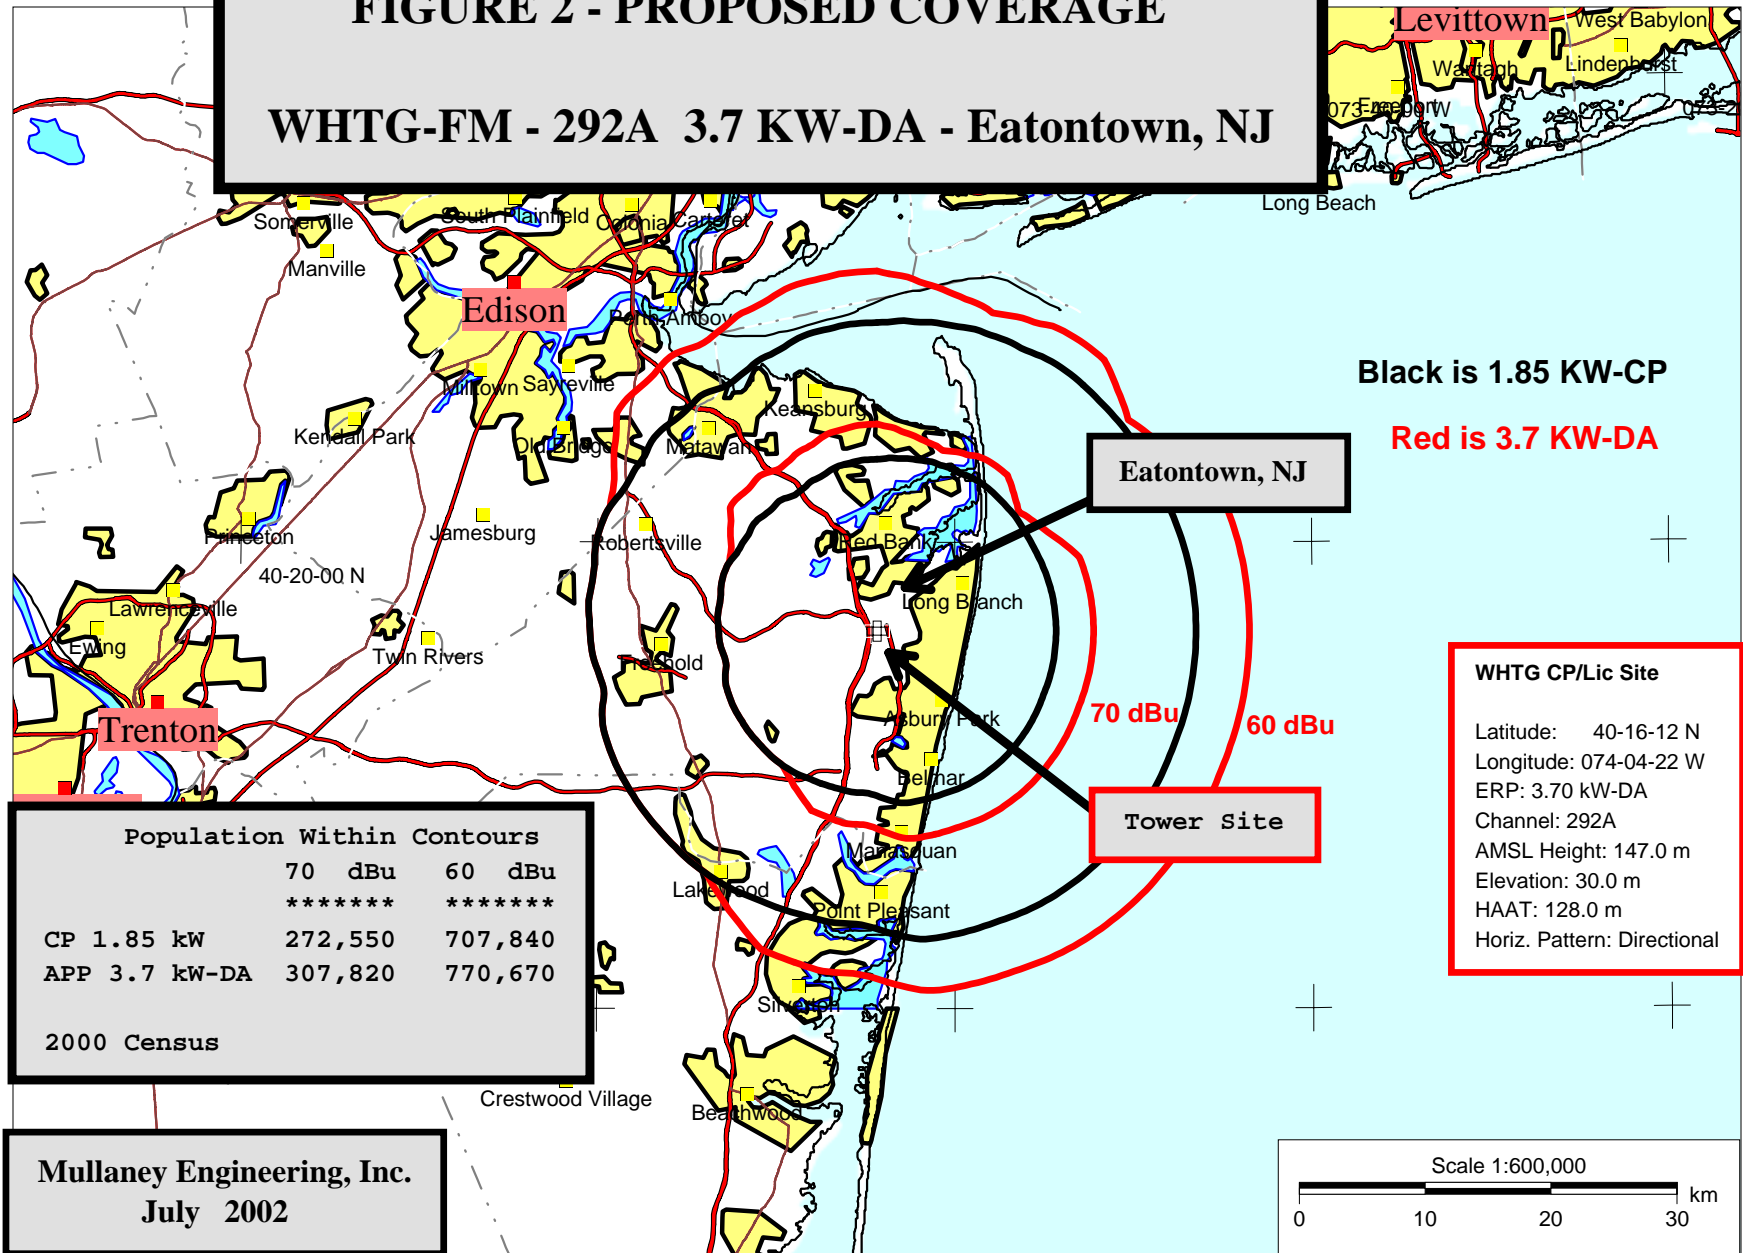 FIGURE 2 - PROPOSED COVERAGE
WHTG-FM - 292A 3.7 KW-DA - Eatontown, NJ
Levittown
West Babylon
Wantagh
Lindenhurst
Freeport
Long Beach
Somerville
South Plainfield
Colonia
Carteret
Manville
Edison
Perth Amboy
Black is 1.85 KW-CP
Red is 3.7 KW-DA
Milltown
Sayreville
Keansburg
Kendall Park
Old Bridge
Matawan
Eatontown, NJ
Princeton
Jamesburg
Robertsville
Red Bank
40-20-00 N
Lawrenceville
Long Branch
Ewing
Twin Rivers
Freehold
Trenton
Asbury Park
70 dBu
60 dBu
Belmar
WHTG CP/Lic Site
Latitude: 40-16-12 N
Longitude: 074-04-22 W
ERP: 3.70 kW-DA
Channel: 292A
AMSL Height: 147.0 m
Elevation: 30.0 m
HAAT: 128.0 m
Horiz. Pattern: Directional
Tower Site
Manasquan
Lakewood
Point Pleasant
Silverton
Population Within Contours
70 dBu 60 dBu
******* *******
CP 1.85 kW 272,550 707,840
APP 3.7 kW-DA 307,820 770,670
2000 Census
Crestwood Village
Beachwood
Mullaney Engineering, Inc.
July 2002
Scale 1:600,000
km
0 10 20 30